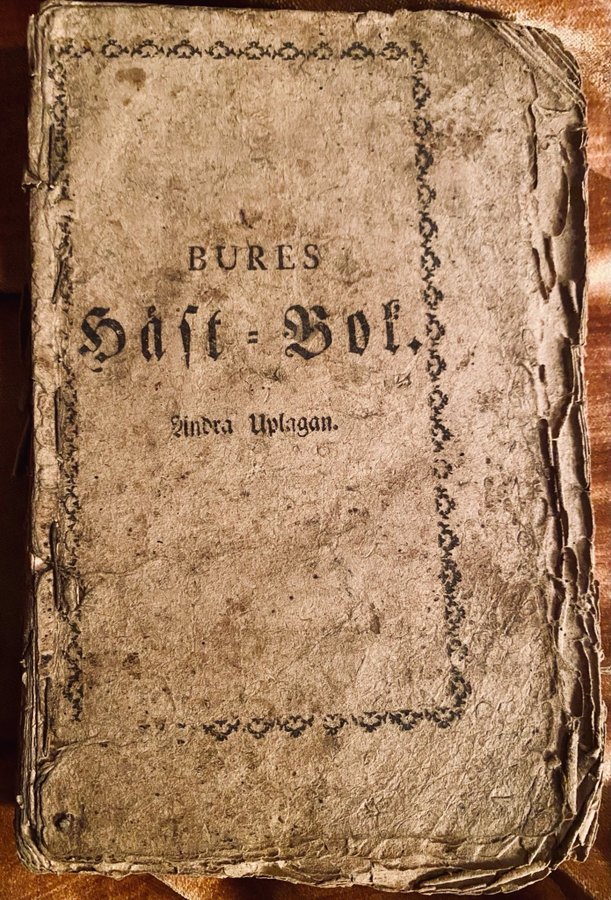 BURES
Häſt-Bok.
Andra Uplagan.